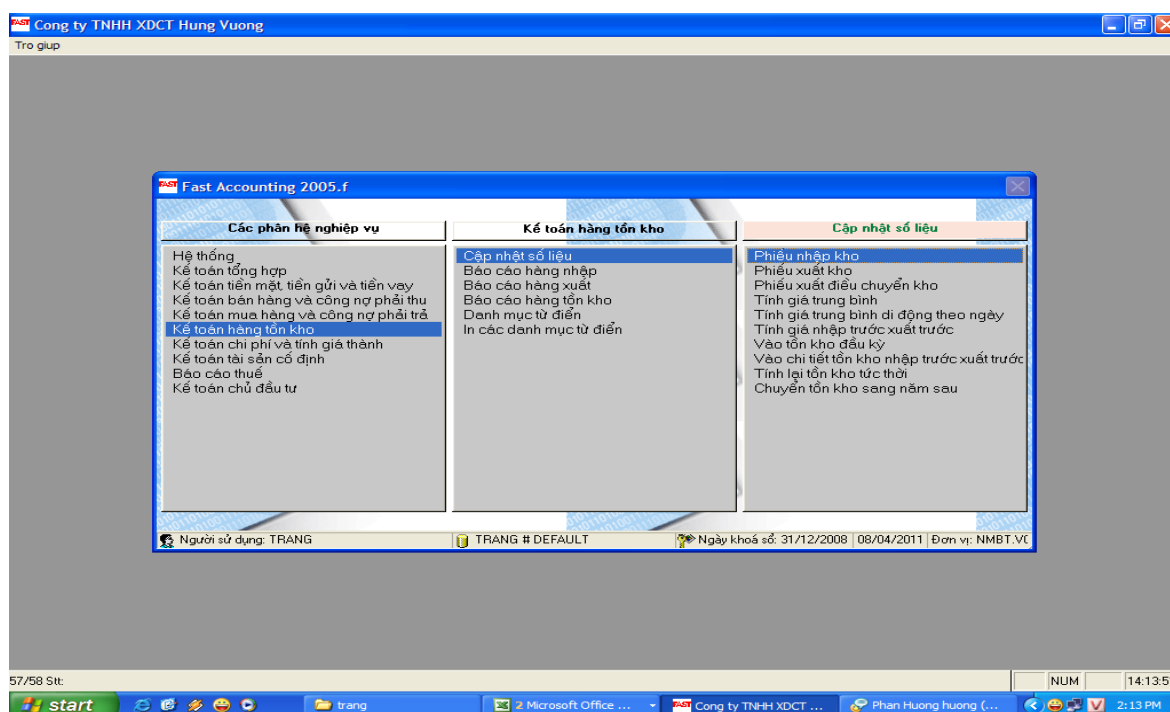 FAST Cong ty TNHH XDCT Hung Vuong
Tro giup
FAST Fast Accounting 2005.f
Các phân hệ nghiệp vụ
Kế toán hàng tồn kho
Cập nhật số liệu
Hệ thống
Kế toán tổng hợp
Kế toán tiền mặt, tiền gửi và tiền vay
Kế toán bán hàng và công nợ phải thu
Kế toán mua hàng và công nợ phải trả
Kế toán hàng tồn kho
Kế toán chi phí và tính giá thành
Kế toán tài sản cố định
Báo cáo thuế
Kế toán chủ đầu tư
Cập nhật số liệu
Báo cáo hàng nhập
Báo cáo hàng xuất
Báo cáo hàng tồn kho
Danh mục từ điển
In các danh mục từ điển
Phiếu nhập kho
Phiếu xuất kho
Phiếu xuất điều chuyển kho
Tính giá trung bình
Tính giá trung bình di động theo ngày
Tính giá nhập trước xuất trước
Vào tồn kho đầu kỳ
Vào chi tiết tồn kho nhập trước xuất trước
Tính lại tồn kho tức thời
Chuyển tồn kho sang năm sau
Người sử dụng: TRANG
TRANG # DEFAULT
Ngày khoá sổ: 31/12/2008 08/04/2011 Đơn vị: NMBT.V
57/58 Stt:
NUM
14:13:5
start
trang
2 Microsoft Office ...
FAST Cong ty TNHH XDCT ...
Phan Huong huong (...
V
2:13 PM